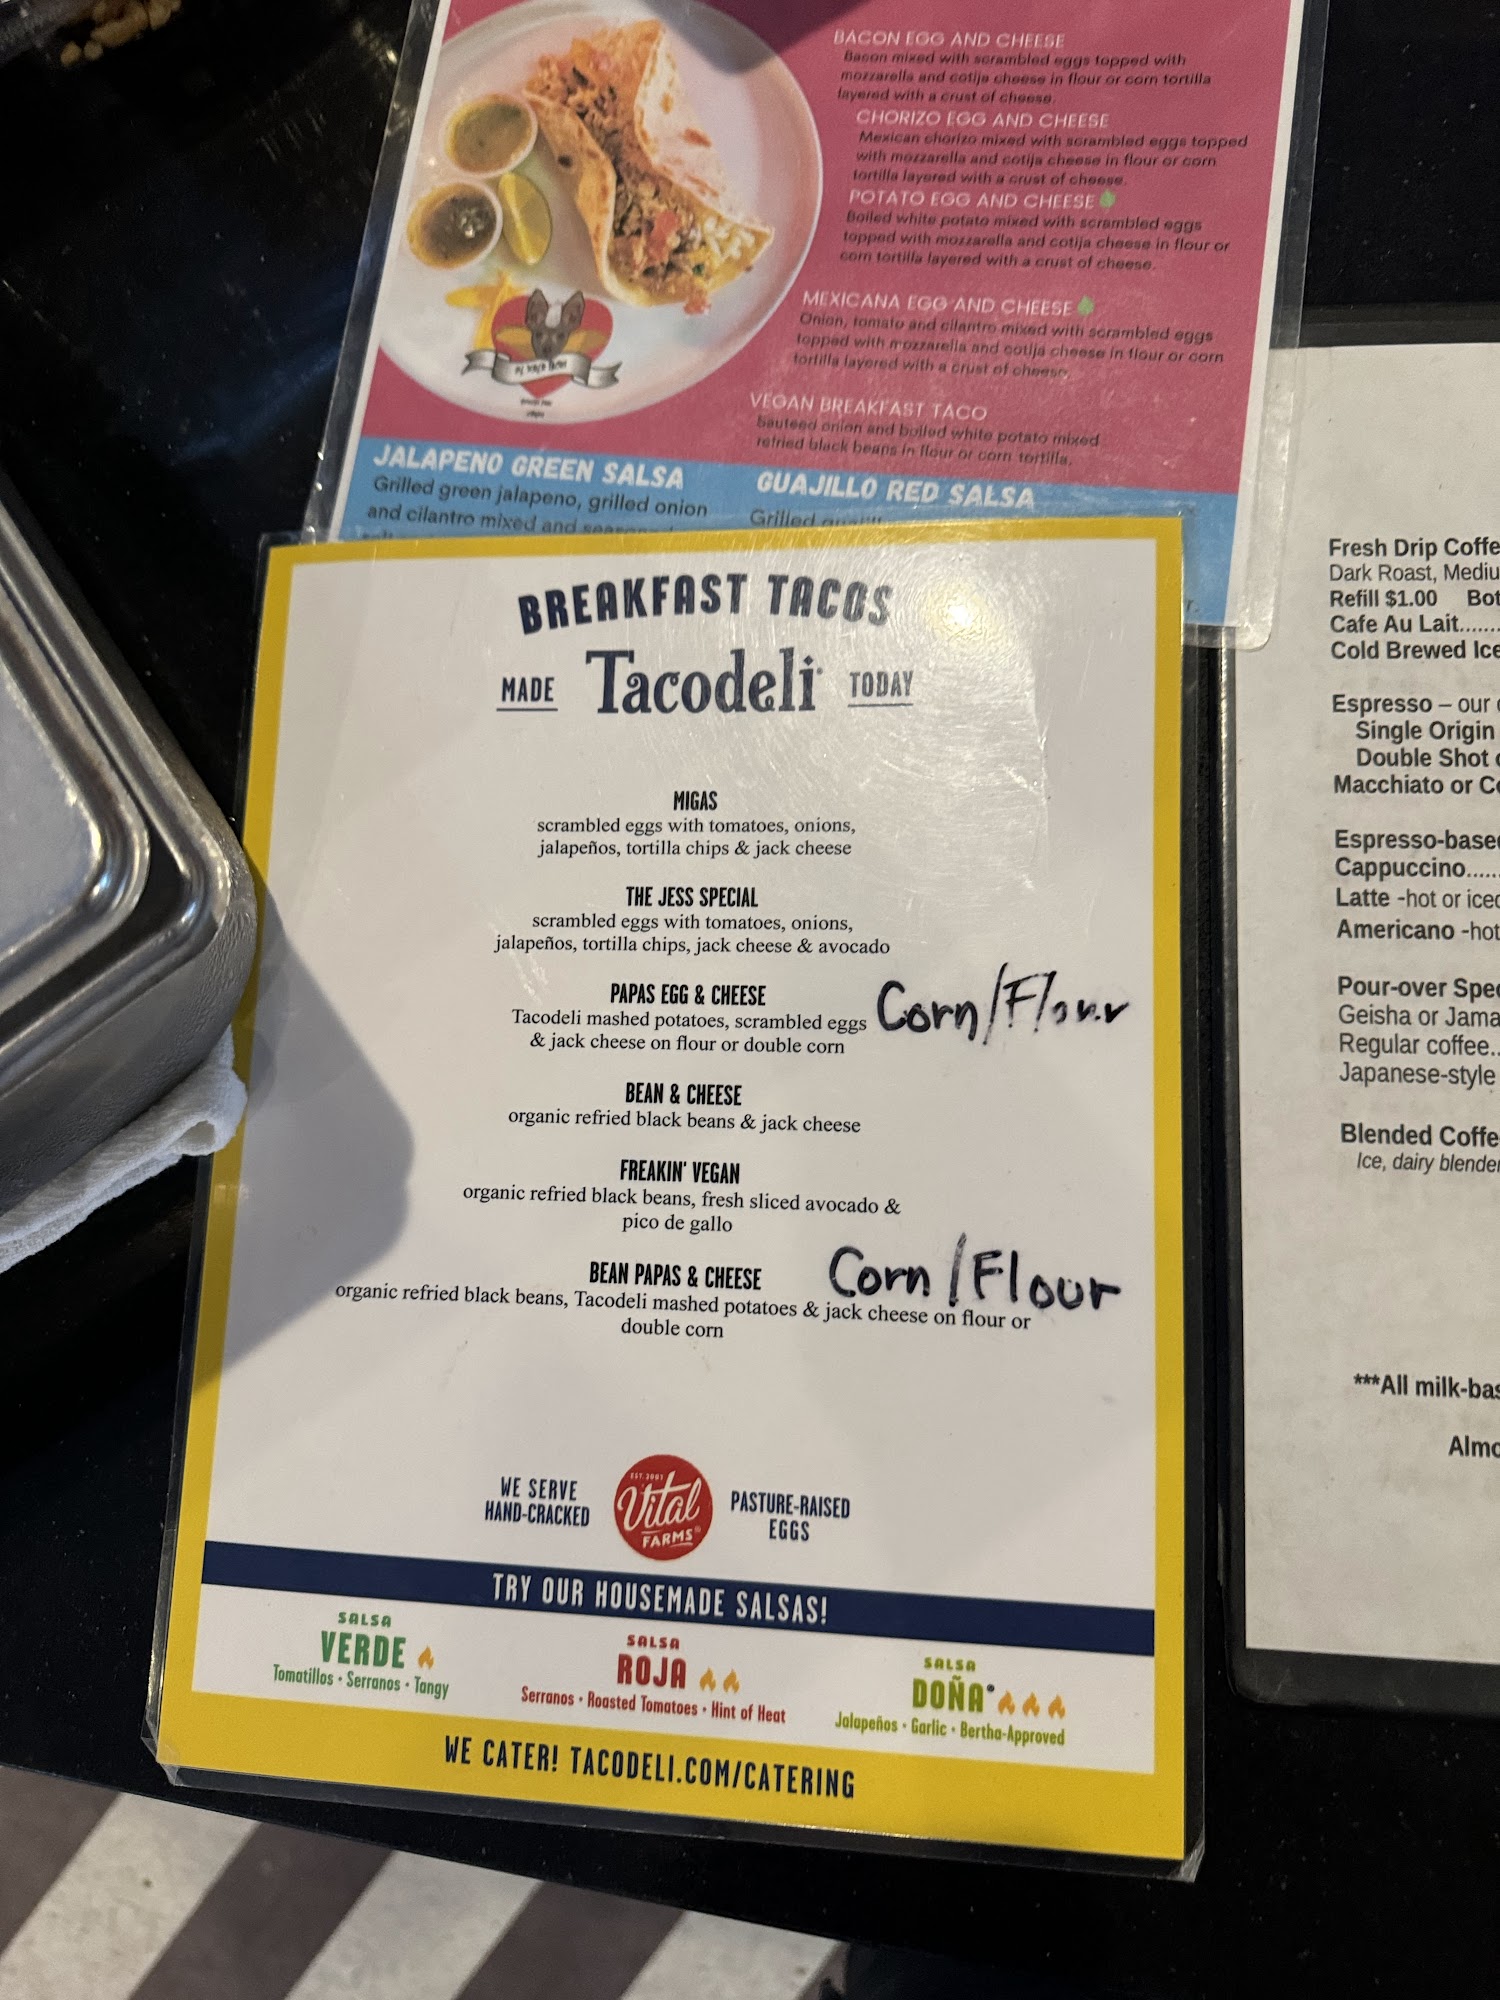 BACON EGG AND CHEESE
Bacon mixed with scrambled eggs topped with
mozzarella and cotija cheese in flour or corn tortilla
layered with a crust of cheese.
CHORIZO EGG AND CHEESE
Mexican chorizo mixed with scrambled eggs topped
with mozzarella and cotija cheese in flour or corn
tortilla layered with a crust of cheese.
POTATO EGG AND CHEESE
Boiled white potato mixed with scrambled eggs
topped with mozzarella and cotija cheese in flour or
corn tortilla layered with a crust of cheese.
MEXICANA EGG AND CHEESE
Onion, tomato and cilantro mixed with scrambled eggs
topped with mozzarella and cotija cheese in flour or corn
tortilla layered with a crust of cheese.
VEGAN BREAKFAST TACO
Sauteed onion and boiled white potato mixed
refried black beans in flour or corn tortilla.
JALAPENO GREEN SALSA
Grilled green jalapeno, grilled onion
and cilantro mixed and
GUAJILLO RED SALSA
Grilled
BREAKFAST TACOS
MADE Tacodeli TODAY
MIGAS
scrambled eggs with tomatoes, onions,
jalapeños, tortilla chips & jack cheese
THE JESS SPECIAL
scrambled eggs with tomatoes, onions,
jalapeños, tortilla chips, jack cheese & avocado
PAPAS EGG & CHEESE
Tacodeli mashed potatoes, scrambled eggs
& jack cheese on flour or double corn
Corn/Flour
BEAN & CHEESE
organic refried black beans & jack cheese
FREAKIN' VEGAN
organic refried black beans, fresh sliced avocado &
pico de gallo
BEAN PAPAS & CHEESE
Corn/Flour
organic refried black beans, Tacodeli mashed potatoes & jack cheese on flour or
double corn
WE SERVE
HAND-CRACKED
EST. 2007
Vital
FARMS
PASTURE-RAISED
EGGS
TRY OUR HOUSEMADE SALSAS!
SALSA
VERDE
Tomatillos • Serranos • Tangy
SALSA
ROJA
Serranos • Roasted Tomatoes • Hint of Heat
SALSA
DOÑA®
Jalapeños • Garlic • Bertha-Approved
WE CATER! TACODELI.COM/CATERING
Fresh Drip Coffe
Dark Roast, Mediu
Refill $1.00 Bot
Cafe Au Lait......
Cold Brewed Ice
Espresso – our
Single Origin
Double Shot
Macchiato or Co
Espresso-based
Cappuccino......
Latte -hot or iced
Americano -hot
Pour-over Spec
Geisha or Jama
Regular coffee..
Japanese-style
Blended Coffe
Ice, dairy blende
***All milk-bas
Almo